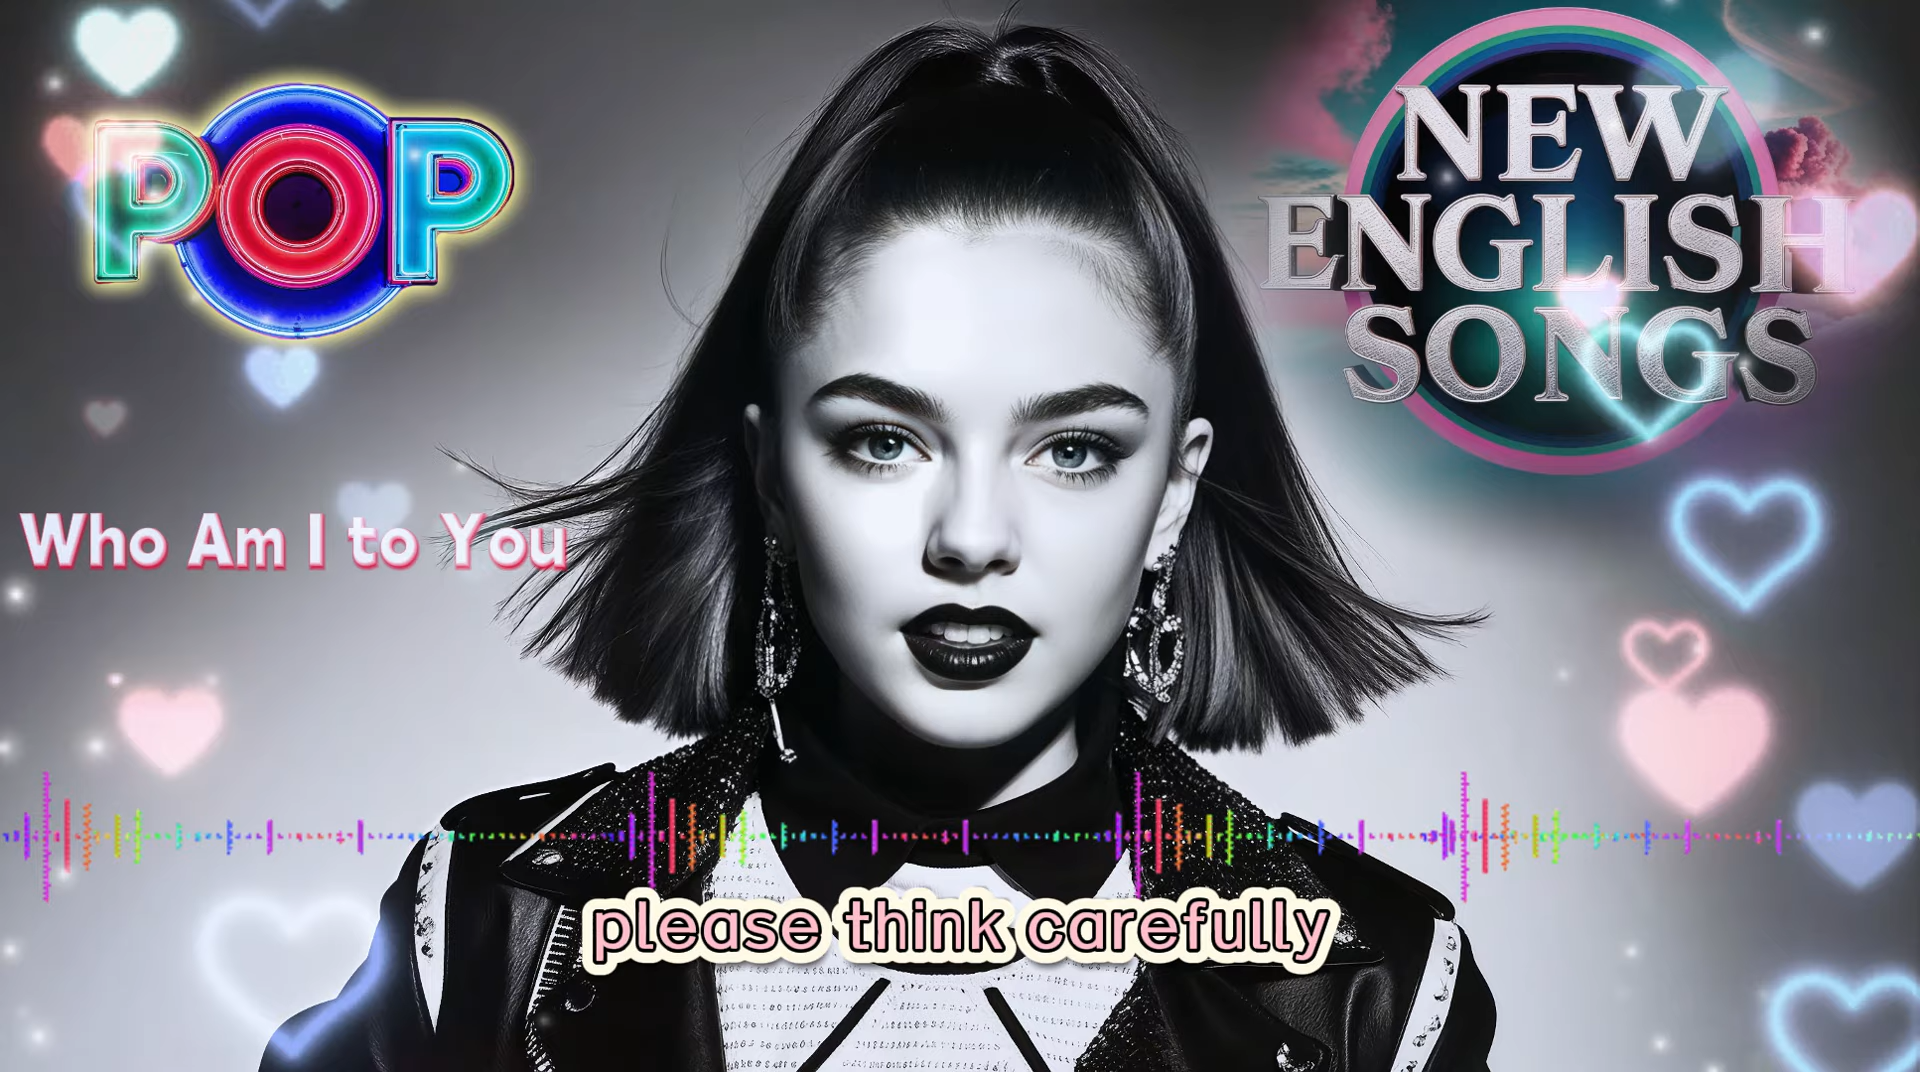 POP
NEW
ENGLISH
SONGS
Who Am I to You
please think carefully